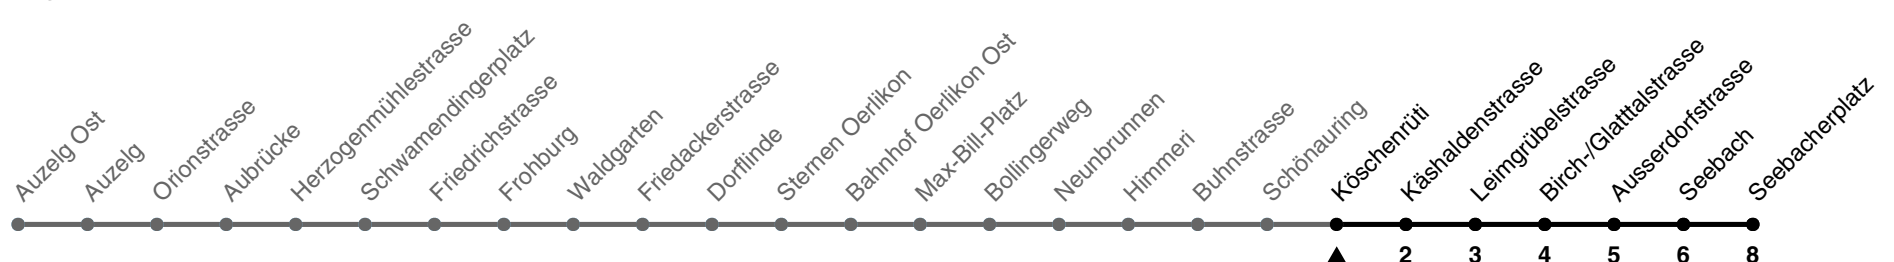 Auzelg Ost
Auzelg
Orionstrasse
Aubrücke
Herzogenmühlestrasse
Schwamendingerplatz
Friedrichstrasse
Frohburg
Waldgarten
Friedackerstrasse
Dorflinde
Sternen Oerlikon
Bahnhof Oerlikon Ost
Max-Bill-Platz
Bollingerweg
Neunbrunnen
Himmeri
Buhnstrasse
Schönauring
Köschenrüti
Käshaldenstrasse
Leimgrübelstrasse
Birch-/Glatttalstrasse
Ausserdorfstrasse
Seebach
Seebacherplatz
2 3 4 5 6 8